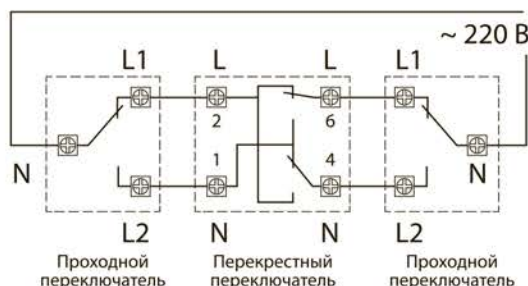 ~ 220 В
L1 L L L1
2 6
N 1 4 N
L2 N N L2
Проходной переключатель
Перекрестный переключатель
Проходной переключатель